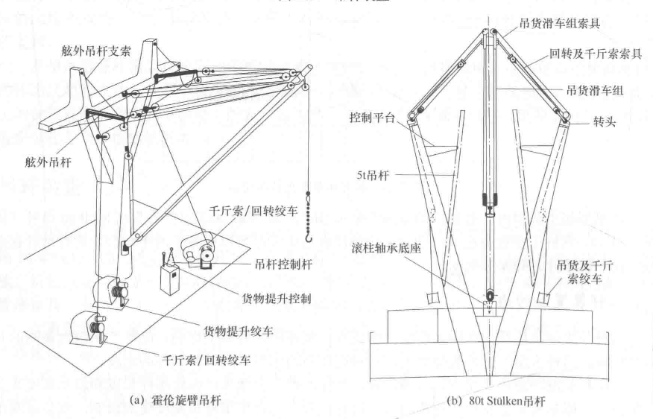 舷外吊杆支索
舷外吊杆
千斤索/回转绞车
吊杆控制杆
货物提升控制
货物提升绞车
千斤索/回转绞车
(a) 霍伦旋臂吊杆
吊货滑车组索具
回转及千斤索索具
吊货滑车组
控制平台
转头
5t吊杆
滚柱轴承底座
吊货及千斤
索绞车
(b) 80t Stülken吊杆